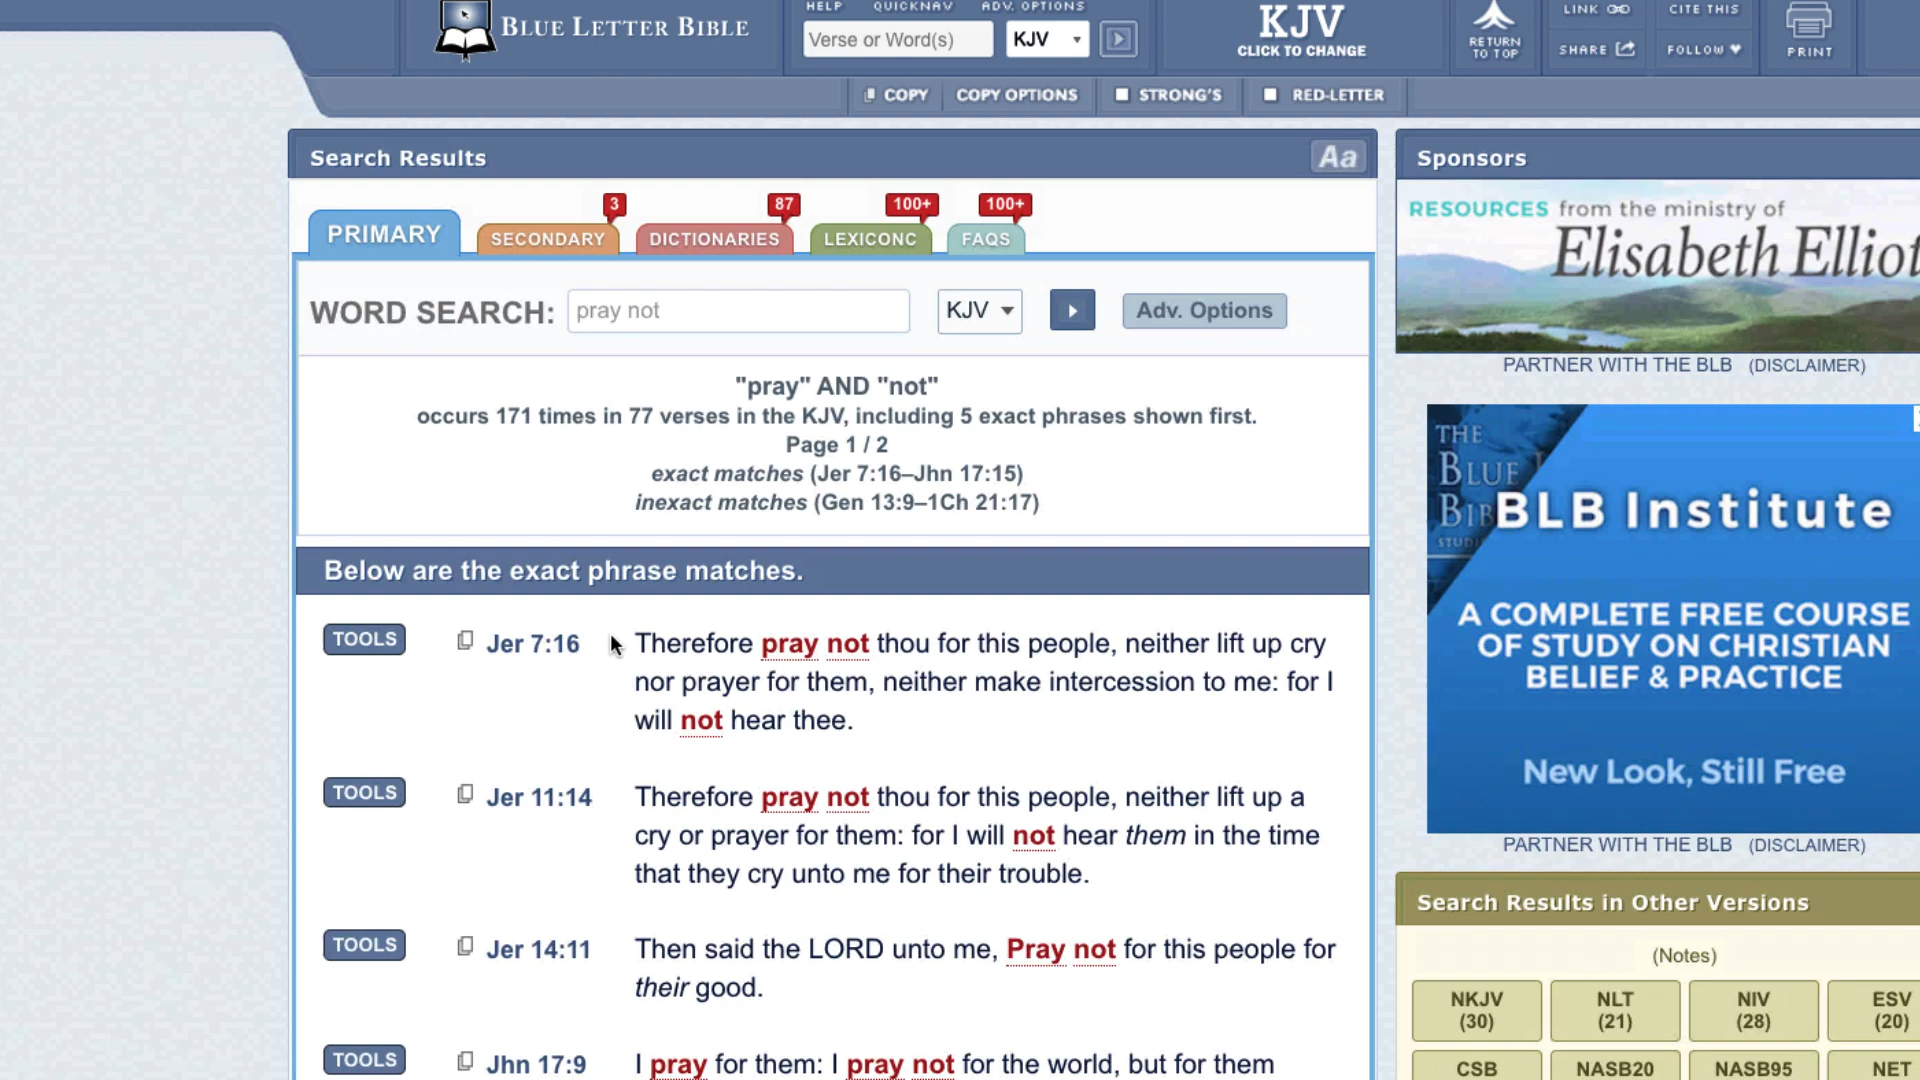 BLUE LETTER BIBLE
HELP QUICKNAV ADV. OPTIONS
Verse or Word(s) KJV
KJV
CLICK TO CHANGE
RETURN
TO TOP
LINK CITE THIS
SHARE FOLLOW
PRINT
COPY COPY OPTIONS STRONG'S RED-LETTER
Search Results Aa
3 87 100+ 100+
PRIMARY SECONDARY DICTIONARIES LEXICONC FAQS
WORD SEARCH: pray not KJV Adv. Options
"pray" AND "not"
occurs 171 times in 77 verses in the KJV, including 5 exact phrases shown first.
Page 1 / 2
exact matches (Jer 7:16–Jhn 17:15)
inexact matches (Gen 13:9–1Ch 21:17)
Below are the exact phrase matches.
TOOLS Jer 7:16 Therefore pray not thou for this people, neither lift up cry
nor prayer for them, neither make intercession to me: for I
will not hear thee.
TOOLS Jer 11:14 Therefore pray not thou for this people, neither lift up a
cry or prayer for them: for I will not hear them in the time
that they cry unto me for their trouble.
TOOLS Jer 14:11 Then said the LORD unto me, Pray not for this people for
their good.
TOOLS Jhn 17:9 I pray for them: I pray not for the world, but for them
Sponsors
RESOURCES from the ministry of
Elisabeth Elliot
PARTNER WITH THE BLB (DISCLAIMER)
THE
BLUE
BIB
STUDI
BLB Institute
A COMPLETE FREE COURSE
OF STUDY ON CHRISTIAN
BELIEF & PRACTICE
New Look, Still Free
PARTNER WITH THE BLB (DISCLAIMER)
Search Results in Other Versions
(Notes)
NKJV NLT NIV ESV
(30) (21) (28) (20)
CSB NASB20 NASB95 NET